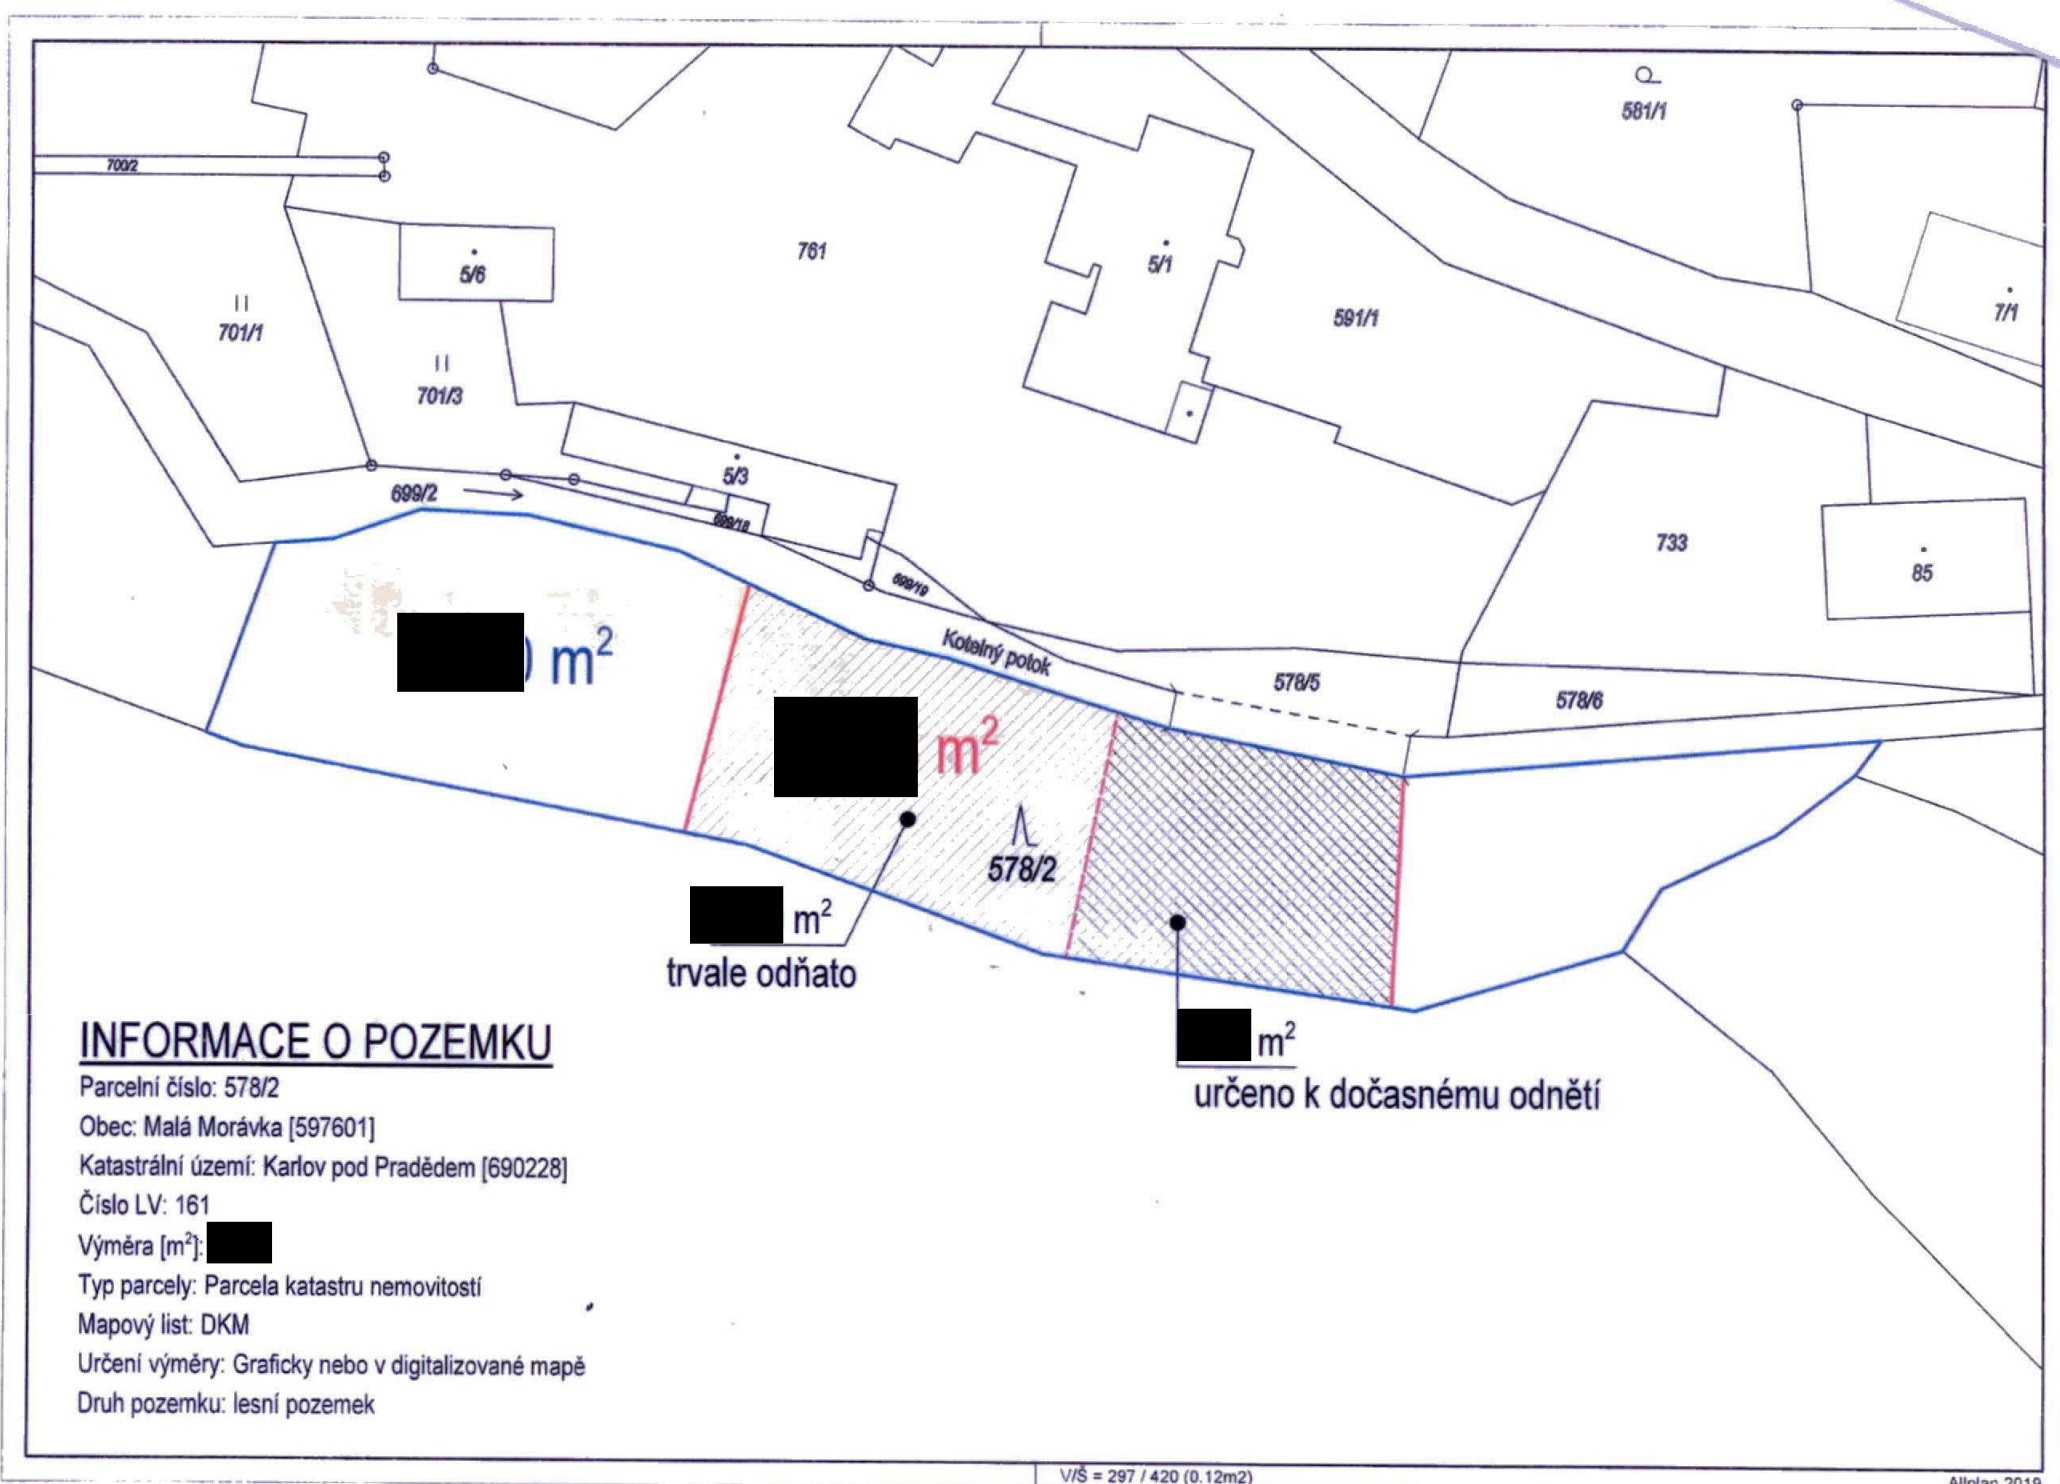 581/1
700/2
761
5/1
5/6
7/1
701/1
591/1
701/3
5/3
699/2
699/18
733
85
699/19
Kotelný potok
m²
578/5
578/6
m²
578/2
m²
trvale odňato
m²
určeno k dočasnému odnětí
INFORMACE O POZEMKU
Parcelní číslo: 578/2
Obec: Malá Morávka [597601]
Katastrální území: Karlov pod Pradědem [690228]
Číslo LV: 161
Výměra [m²]:
Typ parcely: Parcela katastru nemovitostí
Mapový list: DKM
Určení výměry: Graficky nebo v digitalizované mapě
Druh pozemku: lesní pozemek
V/Š = 297 / 420 (0.12m2)
Allplan 2019